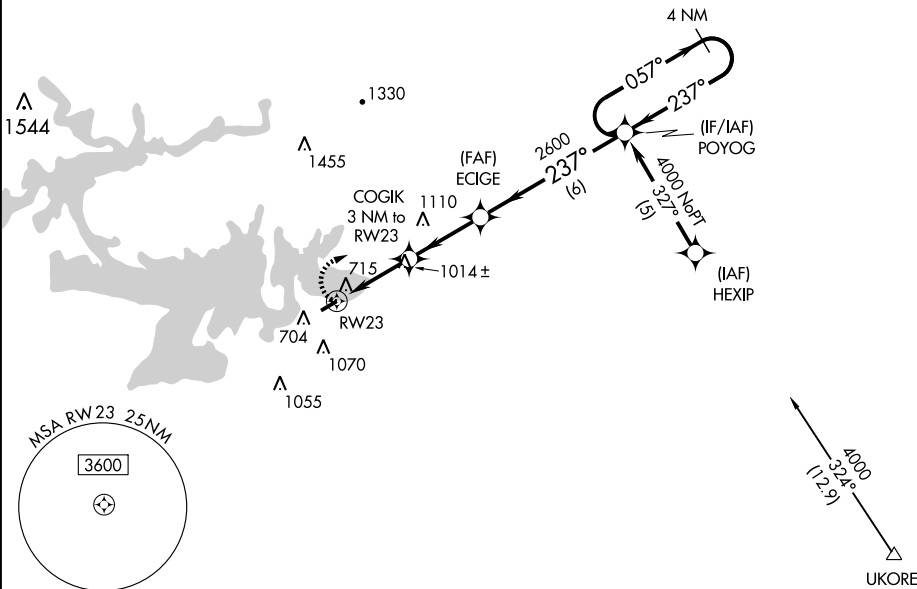 4 NM
057°
237°
1330
1544
1455
(FAF)
ECIGE
2600
237°
(6)
(IF/IAF)
POYOG
4000 NoPT
327°
(5)
COGIK
3 NM to
RW23
1110
1014 ±
715
(IAF)
HEXIP
RW23
704
1070
1055
MSA RW23 25NM
3600
4000
324°
(12.9)
UKORE